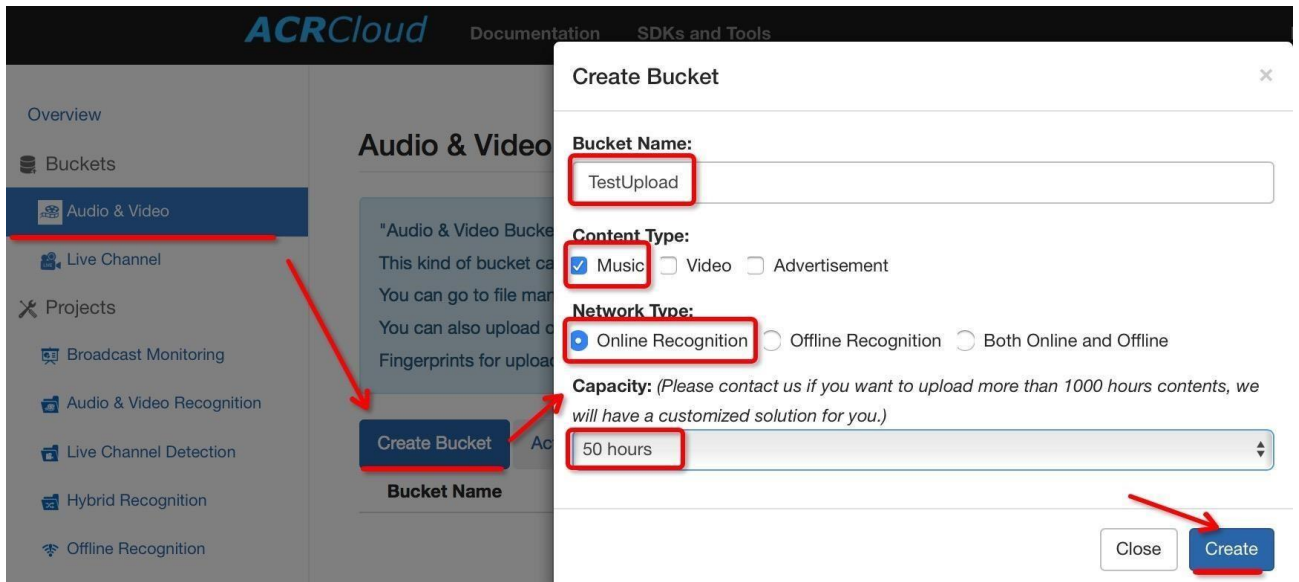 ACRCloud Documentation SDKs and Tools
Overview
Buckets
Audio & Video
Live Channel
Projects
Broadcast Monitoring
Audio & Video Recognition
Live Channel Detection
Hybrid Recognition
Offline Recognition
Audio & Video
"Audio & Video Bucke
This kind of bucket ca
You can go to file man
You can also upload c
Fingerprints for uploa
Create Bucket Ac
Bucket Name
Create Bucket ×
Bucket Name:
TestUpload
Content Type:
Music Video Advertisement
Network Type:
Online Recognition Offline Recognition Both Online and Offline
Capacity: (Please contact us if you want to upload more than 1000 hours contents, we
will have a customized solution for you.)
50 hours
Close Create